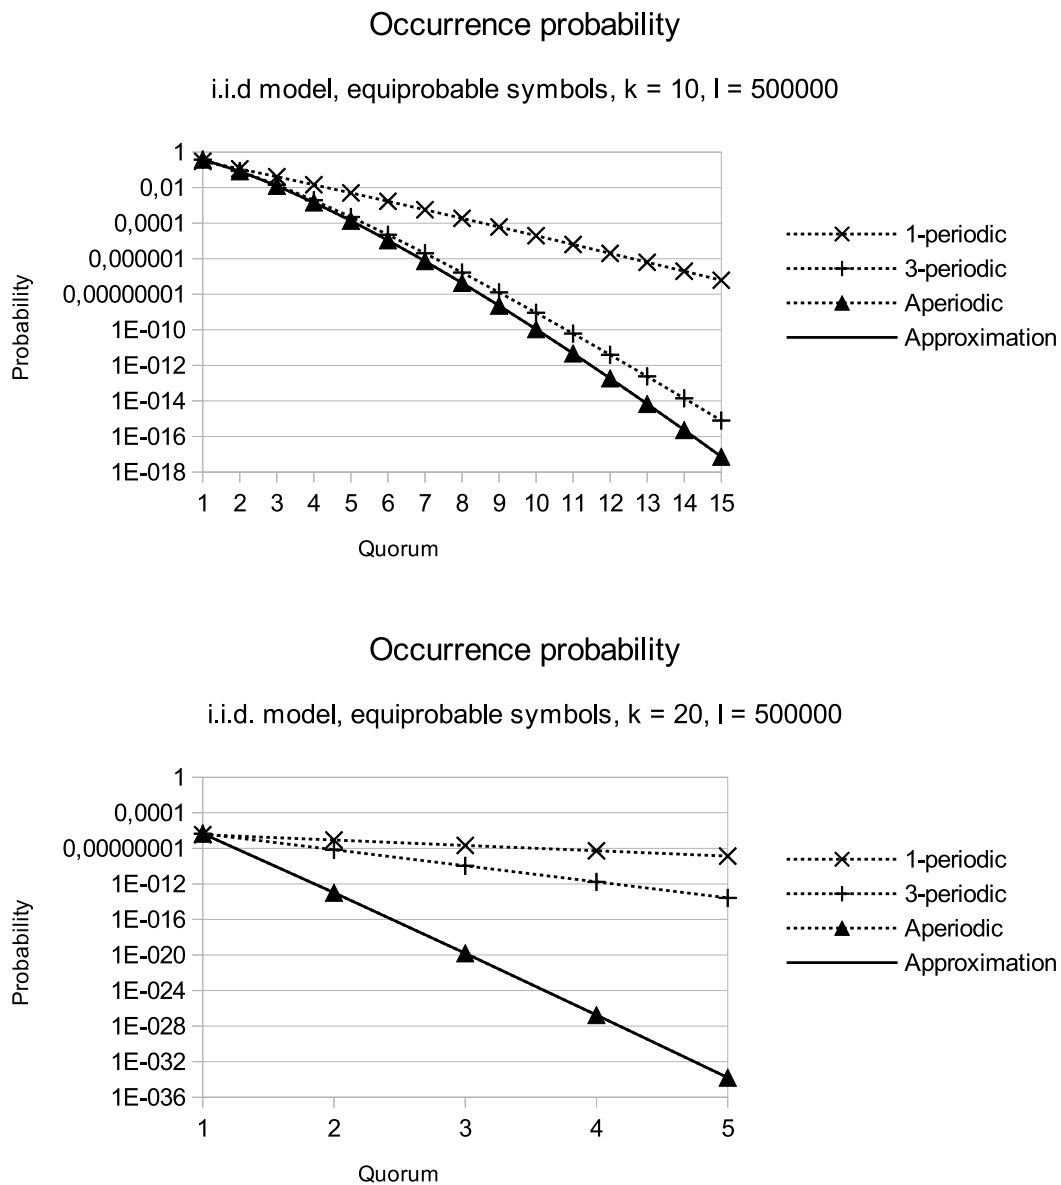 Occurrence probability
i.i.d model, equiprobable symbols, k = 10, l = 500000
1
0,01
0,0001
0,000001
0,00000001
1E-010
1E-012
1E-014
1E-016
1E-018
Probability
1 2 3 4 5 6 7 8 9 10 11 12 13 14 15
Quorum
1-periodic
3-periodic
Aperiodic
Approximation
Occurrence probability
i.i.d. model, equiprobable symbols, k = 20, l = 500000
1
0,0001
0,00000001
1E-012
1E-016
1E-020
1E-024
1E-028
1E-032
1E-036
Probability
1 2 3 4 5
Quorum
1-periodic
3-periodic
Aperiodic
Approximation